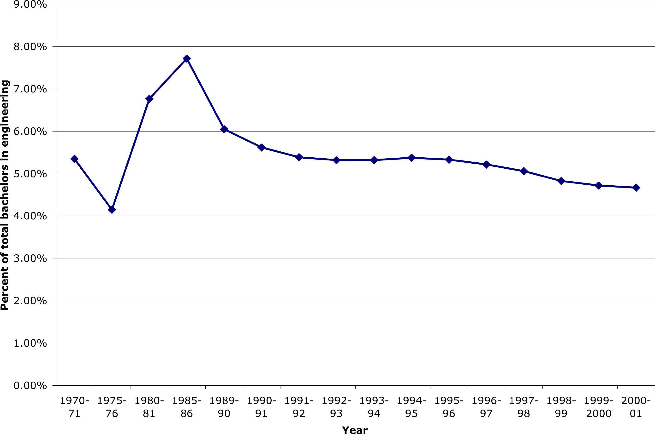 9.00%
8.00%
7.00%
6.00%
5.00%
4.00%
3.00%
2.00%
1.00%
0.00%
Percent of total bachelors in engineering
1970- 1975- 1980- 1985- 1989- 1990- 1991- 1992- 1993- 1994- 1995- 1996- 1997- 1998- 1999- 2000-
71 76 81 86 90 91 92 93 94 95 96 97 98 99 2000 01
Year